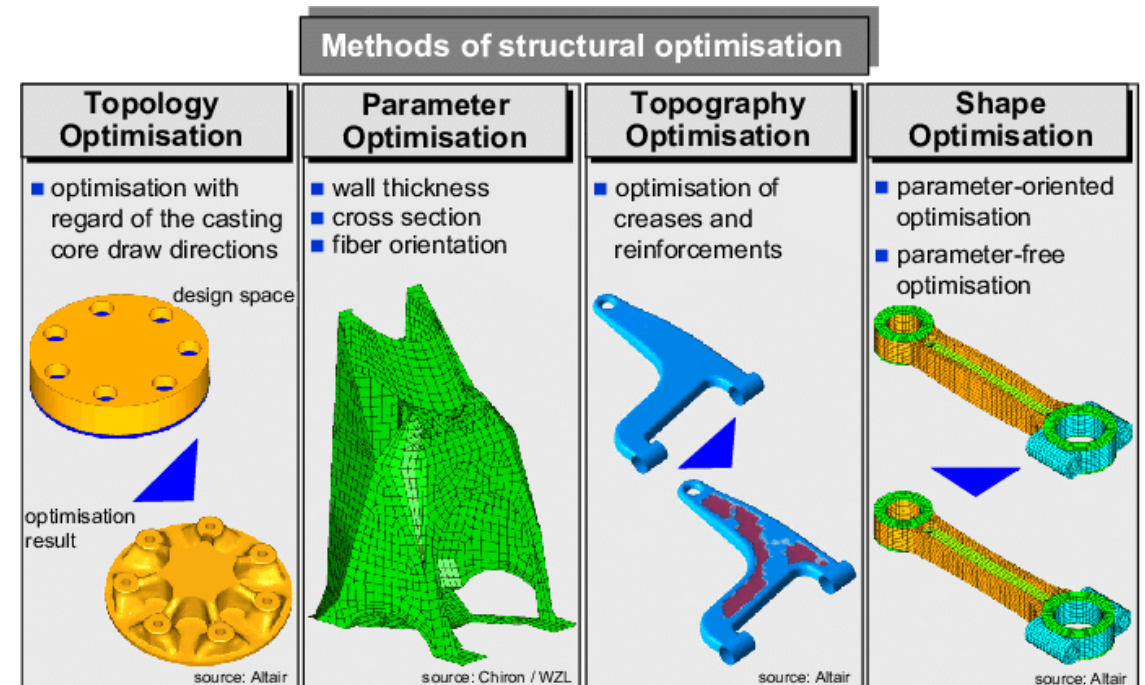 Methods of structural optimisation
Topology
Optimisation
■ optimisation with
regard of the casting
core draw directions
design space
optimisation
result
source: Altair
Parameter
Optimisation
■ wall thickness
■ cross section
■ fiber orientation
source: Chiron / WZL
Topography
Optimisation
■ optimisation of
creases and
reinforcements
source: Altair
Shape
Optimisation
■ parameter-oriented
optimisation
■ parameter-free
optimisation
source: Altair